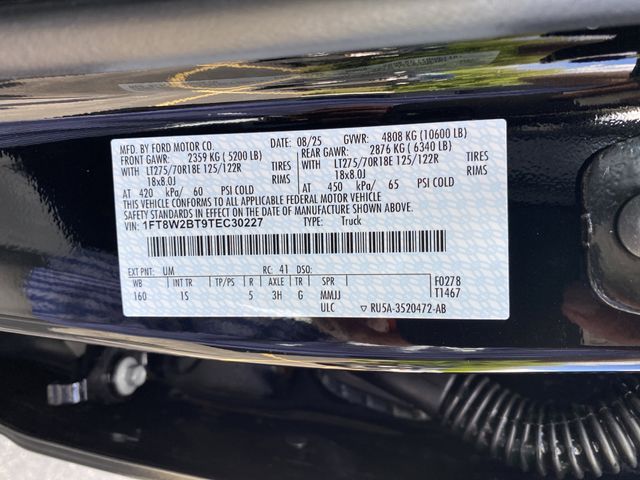 MFD. BY FORD MOTOR CO. DATE: 08/25 GVWR: 4808 KG (10600 LB)
FRONT GAWR: 2359 KG ( 5200 LB) REAR GAWR: 2876 KG ( 6340 LB)
WITH LT275/70R18E 125/122R TIRES LT275/70R18E 125/122R TIRES
18x8.0J RIMS 18x8.0J RIMS
AT 420 kPa/ 60 PSI COLD AT 450 kPa/ 65 PSI COLD
THIS VEHICLE CONFORMS TO ALL APPLICABLE FEDERAL MOTOR VEHICLE
SAFETY STANDARDS IN EFFECT ON THE DATE OF MANUFACTURE SHOWN ABOVE.
VIN: 1FT8W2BT9TEC30227 TYPE: Truck
EXT PNT: UM RC: 41 DSO:
WB INT TR TP/PS R AXLE TR SPR F0278
160 1S 5 3H G MMJJ T1467
ULC ▽ RU5A-3520472-AB